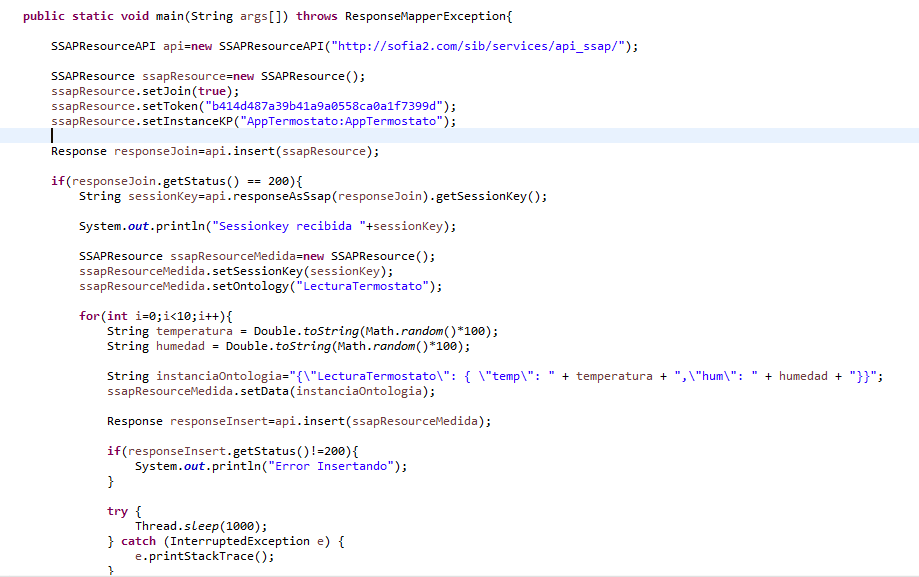 public static void main(String args[]) throws ResponseMapperException{
SSAPResourceAPI api=new SSAPResourceAPI("http://sofia2.com/sib/services/api_ssap/");
SSAPResource ssapResource=new SSAPResource();
ssapResource.setJoin(true);
ssapResource.setToken("b414d487a39b41a9a0558ca0a1f7399d");
ssapResource.setInstanceKP("AppTermostato:AppTermostato");
Response responseJoin=api.insert(ssapResource);
if(responseJoin.getStatus() == 200){
String sessionKey=api.responseAsSsap(responseJoin).getSessionKey();
System.out.println("Sessionkey recibida "+sessionKey);
SSAPResource ssapResourceMedida=new SSAPResource();
ssapResourceMedida.setSessionKey(sessionKey);
ssapResourceMedida.setOntology("LecturaTermostato");
for(int i=0;i<10;i++){
String temperatura = Double.toString(Math.random()*100);
String humedad = Double.toString(Math.random()*100);
String instanciaOntologia="{\"LecturaTermostato\": { \"temp\": " + temperatura + ",\"hum\": " + humedad + "}}";
ssapResourceMedida.setData(instanciaOntologia);
Response responseInsert=api.insert(ssapResourceMedida);
if(responseInsert.getStatus()!=200){
System.out.println("Error Insertando");
}
try {
Thread.sleep(1000);
} catch (InterruptedException e) {
e.printStackTrace();
}